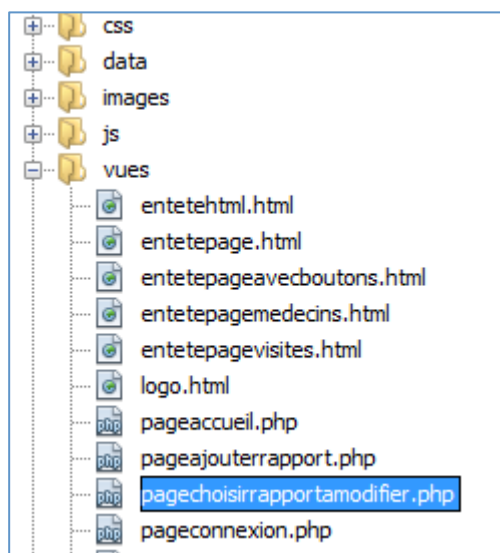 css
data
images
js
vues
entetehtml.html
entetepage.html
entetepageavecboutons.html
entetepagemedecins.html
entetepagevisites.html
logo.html
pageaccueil.php
pageajouterrapport.php
pagechoisirrapportamodifier.php
pageconnexion.php